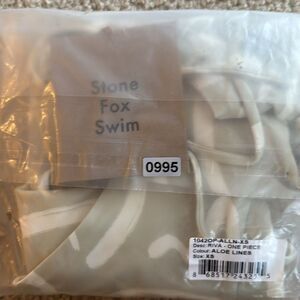 Stone
Fox
Swim
0995
1042OP-ALLN-XS
Desc: RIVA - ONE PIECE
Colour: ALOE LINES
Size: XS